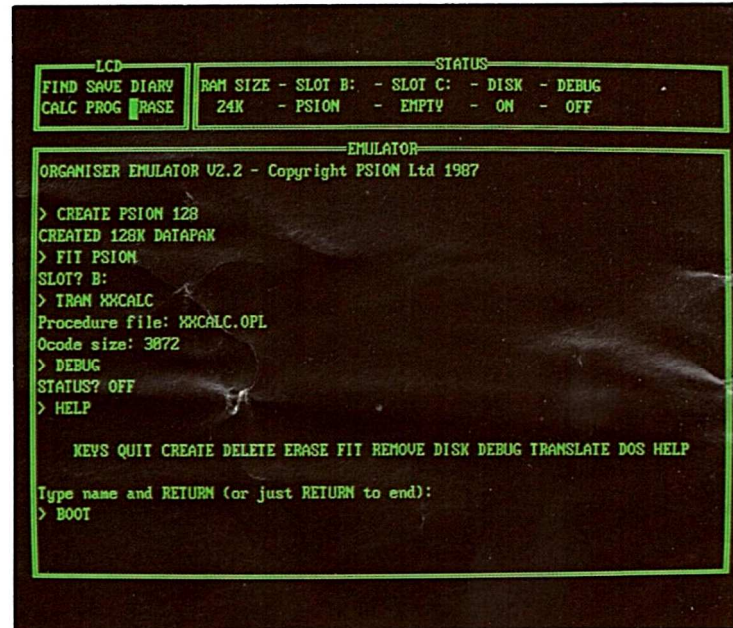 LCD
FIND SAVE DIARY
CALC PROG RASE
STATUS
RAM SIZE - SLOT B: - SLOT C: - DISK - DEBUG
24K - PSION - EMPTY - ON - OFF
EMULATOR
ORGANISER EMULATOR V2.2 - Copyright PSION Ltd 1987
> CREATE PSION 128
CREATED 128K DATAPAK
> FIT PSION
SLOT? B:
> TRAN XXCALC
Procedure file: XXCALC.OPL
Ocode size: 3072
> DEBUG
STATUS? OFF
> HELP
KEYS QUIT CREATE DELETE ERASE FIT REMOVE DISK DEBUG TRANSLATE DOS HELP
Type name and RETURN (or just RETURN to end):
> BOOT